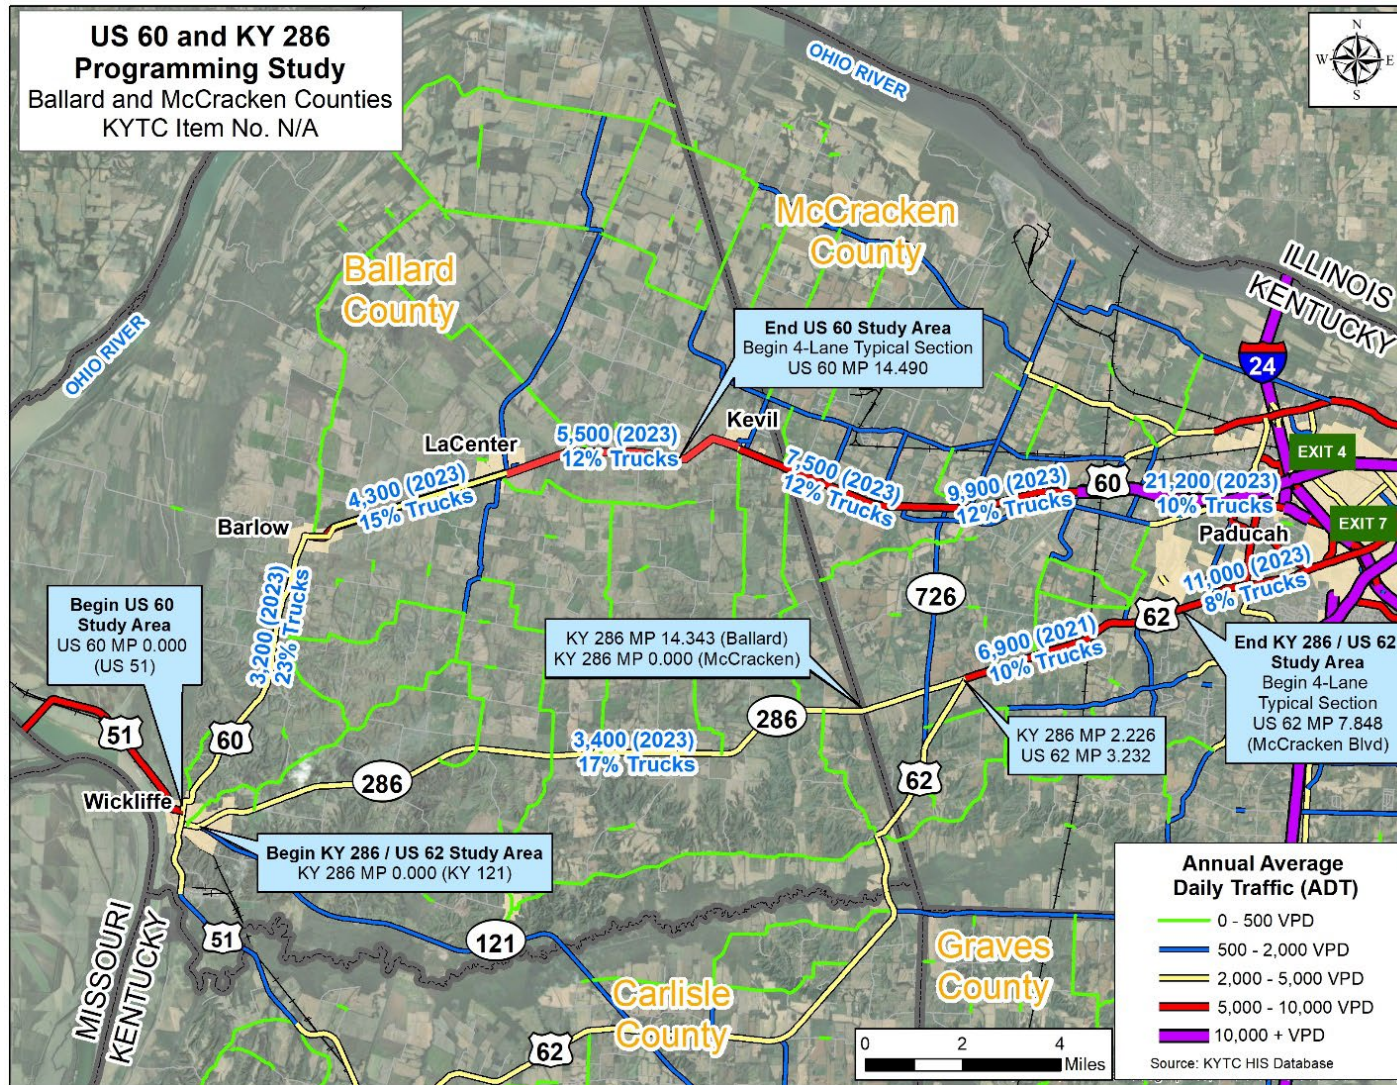 US 60 and KY 286
Programming Study
Ballard and McCracken Counties
KYTC Item No. N/A
N
W
E
S
OHIO RIVER
McCracken
County
Ballard
County
ILLINOIS
KENTUCKY
OHIO RIVER
End US 60 Study Area
Begin 4-Lane Typical Section
US 60 MP 14.490
24
Kevil
LaCenter
5,500 (2023)
12% Trucks
EXIT 4
7,500 (2023)
12% Trucks
4,300 (2023)
15% Trucks
9,900 (2023)
12% Trucks
60
21,200 (2023)
10% Trucks
Barlow
EXIT 7
Paducah
11,000 (2023)
8% Trucks
Begin US 60
Study Area
US 60 MP 0.000
(US 51)
3,200 (2023)
23% Trucks
726
62
KY 286 MP 14.343 (Ballard)
KY 286 MP 0.000 (McCracken)
6,900 (2021)
10% Trucks
End KY 286 / US 62
Study Area
Begin 4-Lane
Typical Section
US 62 MP 7.848
(McCracken Blvd)
286
51
60
3,400 (2023)
17% Trucks
KY 286 MP 2.226
US 62 MP 3.232
62
286
Wickliffe
Begin KY 286 / US 62 Study Area
KY 286 MP 0.000 (KY 121)
MISSOURI
KENTUCKY
51
121
Graves
County
Carlisle
County
62
Annual Average
Daily Traffic (ADT)
0 - 500 VPD
500 - 2,000 VPD
2,000 - 5,000 VPD
5,000 - 10,000 VPD
10,000 + VPD
Source: KYTC HIS Database
0
2
4
Miles